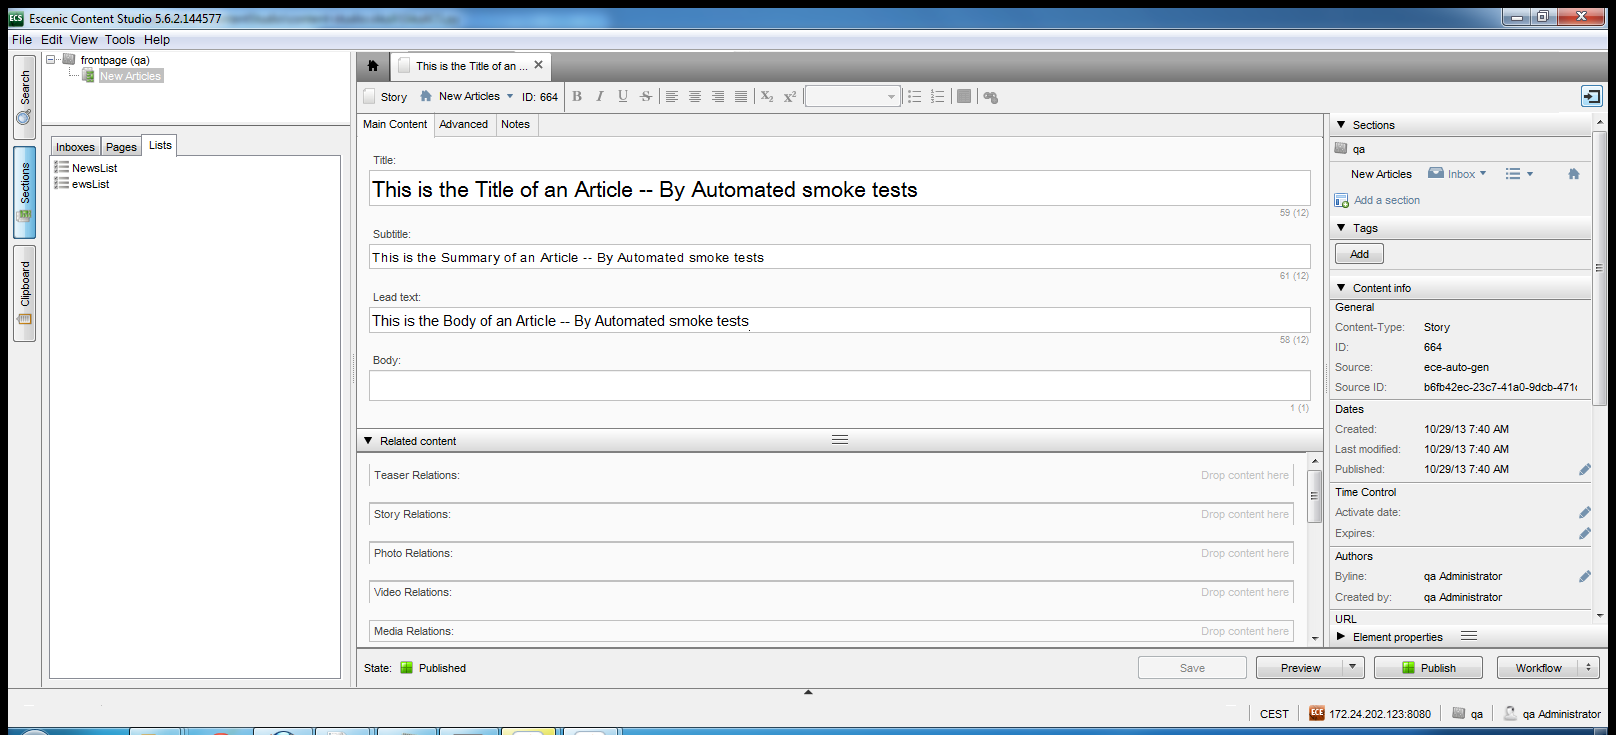 Escenic Content Studio 5.6.2.144577
File Edit View Tools Help
Search
Sections
Clipboard
frontpage (qa)
New Articles
Inboxes Pages Lists
NewsList
ewsList
This is the Title of an ...
Story New Articles ID: 664 B I U S X2 X2
Main Content Advanced Notes
Title:
This is the Title of an Article -- By Automated smoke tests
59 (12)
Subtitle:
This is the Summary of an Article -- By Automated smoke tests
61 (12)
Lead text:
This is the Body of an Article -- By Automated smoke tests
58 (12)
Body:
1 (1)
Related content
Teaser Relations: Drop content here
Story Relations: Drop content here
Photo Relations: Drop content here
Video Relations: Drop content here
Media Relations: Drop content here
State: Published Save Preview Publish Workflow
Sections
qa
New Articles Inbox
Add a section
Tags
Add
Content info
General
Content-Type: Story
ID: 664
Source: ece-auto-gen
Source ID: b6fb42ec-23c7-41a0-9dcb-471c
Dates
Created: 10/29/13 7:40 AM
Last modified: 10/29/13 7:40 AM
Published: 10/29/13 7:40 AM
Time Control
Activate date:
Expires:
Authors
Byline: qa Administrator
Created by: qa Administrator
URL
Element properties
CEST ECE 172.24.202.123:8080 qa qa Administrator